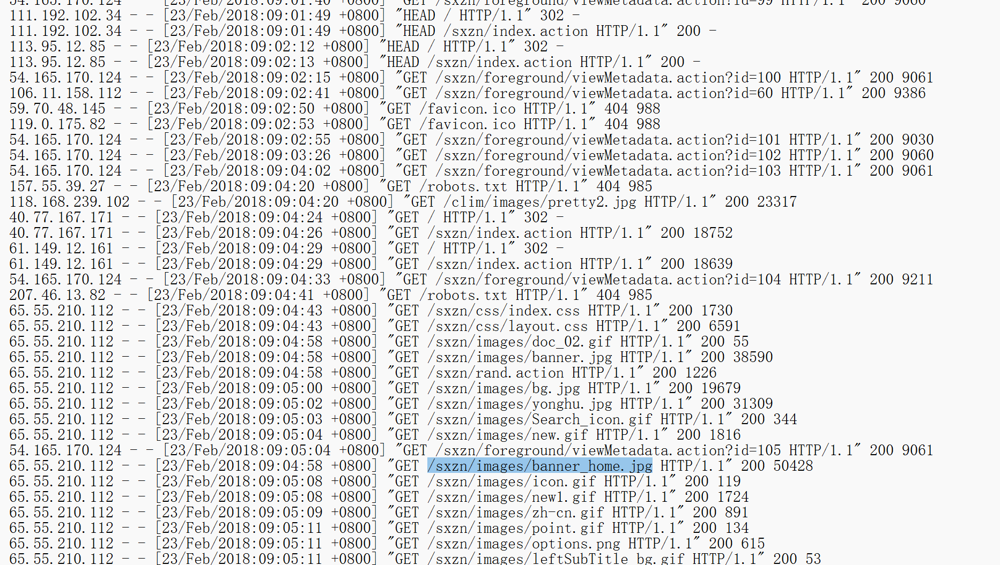 54.165.170.124 - - [23/Feb/2018:09:01:40 +0800] "GET /sxzn/foreground/viewMetadata.action?id=99 HTTP/1.1" 200 9060
111.192.102.34 - - [23/Feb/2018:09:01:49 +0800] "HEAD / HTTP/1.1" 302 -
111.192.102.34 - - [23/Feb/2018:09:01:49 +0800] "HEAD /sxzn/index.action HTTP/1.1" 200 -
113.95.12.85 - - [23/Feb/2018:09:02:12 +0800] "HEAD / HTTP/1.1" 302 -
113.95.12.85 - - [23/Feb/2018:09:02:13 +0800] "HEAD /sxzn/index.action HTTP/1.1" 200 -
54.165.170.124 - - [23/Feb/2018:09:02:15 +0800] "GET /sxzn/foreground/viewMetadata.action?id=100 HTTP/1.1" 200 9061
106.11.158.112 - - [23/Feb/2018:09:02:41 +0800] "GET /sxzn/foreground/viewMetadata.action?id=60 HTTP/1.1" 200 9386
59.70.48.145 - - [23/Feb/2018:09:02:50 +0800] "GET /favicon.ico HTTP/1.1" 404 988
119.0.175.82 - - [23/Feb/2018:09:02:53 +0800] "GET /favicon.ico HTTP/1.1" 404 988
54.165.170.124 - - [23/Feb/2018:09:02:55 +0800] "GET /sxzn/foreground/viewMetadata.action?id=101 HTTP/1.1" 200 9030
54.165.170.124 - - [23/Feb/2018:09:03:26 +0800] "GET /sxzn/foreground/viewMetadata.action?id=102 HTTP/1.1" 200 9060
54.165.170.124 - - [23/Feb/2018:09:04:02 +0800] "GET /sxzn/foreground/viewMetadata.action?id=103 HTTP/1.1" 200 9061
157.55.39.27 - - [23/Feb/2018:09:04:20 +0800] "GET /robots.txt HTTP/1.1" 404 985
118.168.239.102 - - [23/Feb/2018:09:04:20 +0800] "GET /clim/images/pretty2.jpg HTTP/1.1" 200 23317
40.77.167.171 - - [23/Feb/2018:09:04:24 +0800] "GET / HTTP/1.1" 302 -
40.77.167.171 - - [23/Feb/2018:09:04:26 +0800] "GET /sxzn/index.action HTTP/1.1" 200 18752
61.149.12.161 - - [23/Feb/2018:09:04:29 +0800] "GET / HTTP/1.1" 302 -
61.149.12.161 - - [23/Feb/2018:09:04:29 +0800] "GET /sxzn/index.action HTTP/1.1" 200 18639
54.165.170.124 - - [23/Feb/2018:09:04:33 +0800] "GET /sxzn/foreground/viewMetadata.action?id=104 HTTP/1.1" 200 9211
207.46.13.82 - - [23/Feb/2018:09:04:41 +0800] "GET /robots.txt HTTP/1.1" 404 985
65.55.210.112 - - [23/Feb/2018:09:04:43 +0800] "GET /sxzn/css/index.css HTTP/1.1" 200 1730
65.55.210.112 - - [23/Feb/2018:09:04:43 +0800] "GET /sxzn/css/layout.css HTTP/1.1" 200 6591
65.55.210.112 - - [23/Feb/2018:09:04:58 +0800] "GET /sxzn/images/doc_02.gif HTTP/1.1" 200 55
65.55.210.112 - - [23/Feb/2018:09:04:58 +0800] "GET /sxzn/images/banner.jpg HTTP/1.1" 200 38590
65.55.210.112 - - [23/Feb/2018:09:04:58 +0800] "GET /sxzn/rand.action HTTP/1.1" 200 1226
65.55.210.112 - - [23/Feb/2018:09:05:00 +0800] "GET /sxzn/images/bg.jpg HTTP/1.1" 200 19679
65.55.210.112 - - [23/Feb/2018:09:05:02 +0800] "GET /sxzn/images/yonghu.jpg HTTP/1.1" 200 31309
65.55.210.112 - - [23/Feb/2018:09:05:03 +0800] "GET /sxzn/images/Search_icon.gif HTTP/1.1" 200 344
65.55.210.112 - - [23/Feb/2018:09:05:04 +0800] "GET /sxzn/images/new.gif HTTP/1.1" 200 1816
54.165.170.124 - - [23/Feb/2018:09:05:04 +0800] "GET /sxzn/foreground/viewMetadata.action?id=105 HTTP/1.1" 200 9061
65.55.210.112 - - [23/Feb/2018:09:04:58 +0800] "GET /sxzn/images/banner_home.jpg HTTP/1.1" 200 50428
65.55.210.112 - - [23/Feb/2018:09:05:08 +0800] "GET /sxzn/images/icon.gif HTTP/1.1" 200 119
65.55.210.112 - - [23/Feb/2018:09:05:08 +0800] "GET /sxzn/images/new1.gif HTTP/1.1" 200 1724
65.55.210.112 - - [23/Feb/2018:09:05:09 +0800] "GET /sxzn/images/zh-cn.gif HTTP/1.1" 200 891
65.55.210.112 - - [23/Feb/2018:09:05:11 +0800] "GET /sxzn/images/point.gif HTTP/1.1" 200 134
65.55.210.112 - - [23/Feb/2018:09:05:11 +0800] "GET /sxzn/images/options.png HTTP/1.1" 200 615
65.55.210.112 - - [23/Feb/2018:09:05:11 +0800] "GET /sxzn/images/leftSubTitle_bg.gif HTTP/1.1" 200 53